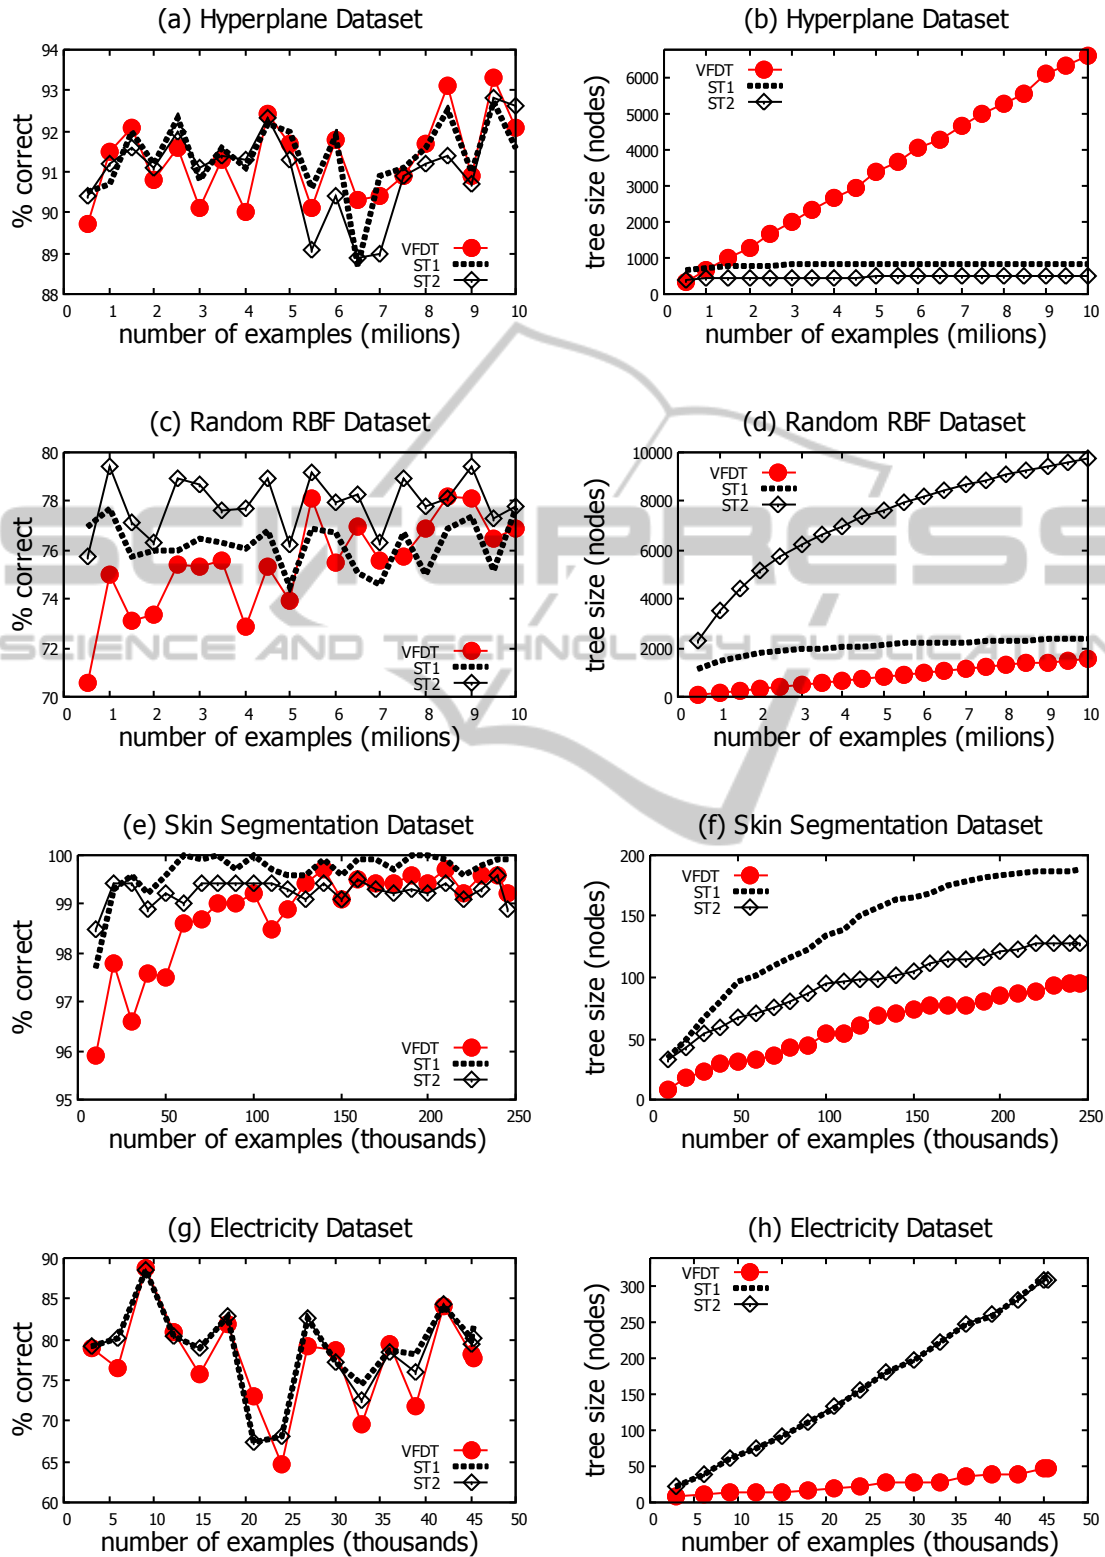 (a) Hyperplane Dataset
94
93
92
91
90
89
88
% correct
VFDT
ST1
ST2
0 1 2 3 4 5 6 7 8 9 10
number of examples (milions)
(b) Hyperplane Dataset
6000
5000
4000
3000
2000
1000
0
tree size (nodes)
VFDT
ST1
ST2
0 1 2 3 4 5 6 7 8 9 10
number of examples (milions)
(c) Random RBF Dataset
80
78
76
74
72
70
% correct
VFDT
ST1
ST2
0 1 2 3 4 5 6 7 8 9 10
number of examples (milions)
(d) Random RBF Dataset
10000
8000
6000
4000
2000
0
tree size (nodes)
VFDT
ST1
ST2
0 1 2 3 4 5 6 7 8 9 10
number of examples (milions)
SCITEPRESS
SCIENCE AND TECHNOLOGY PUBLICATIONS
(e) Skin Segmentation Dataset
100
99
98
97
96
95
% correct
VFDT
ST1
ST2
0 50 100 150 200 250
number of examples (thousands)
(f) Skin Segmentation Dataset
200
150
100
50
0
tree size (nodes)
VFDT
ST1
ST2
0 50 100 150 200 250
number of examples (thousands)
(g) Electricity Dataset
90
85
80
75
70
65
60
% correct
VFDT
ST1
ST2
0 5 10 15 20 25 30 35 40 45 50
number of examples (thousands)
(h) Electricity Dataset
300
250
200
150
100
50
0
tree size (nodes)
VFDT
ST1
ST2
0 5 10 15 20 25 30 35 40 45 50
number of examples (thousands)